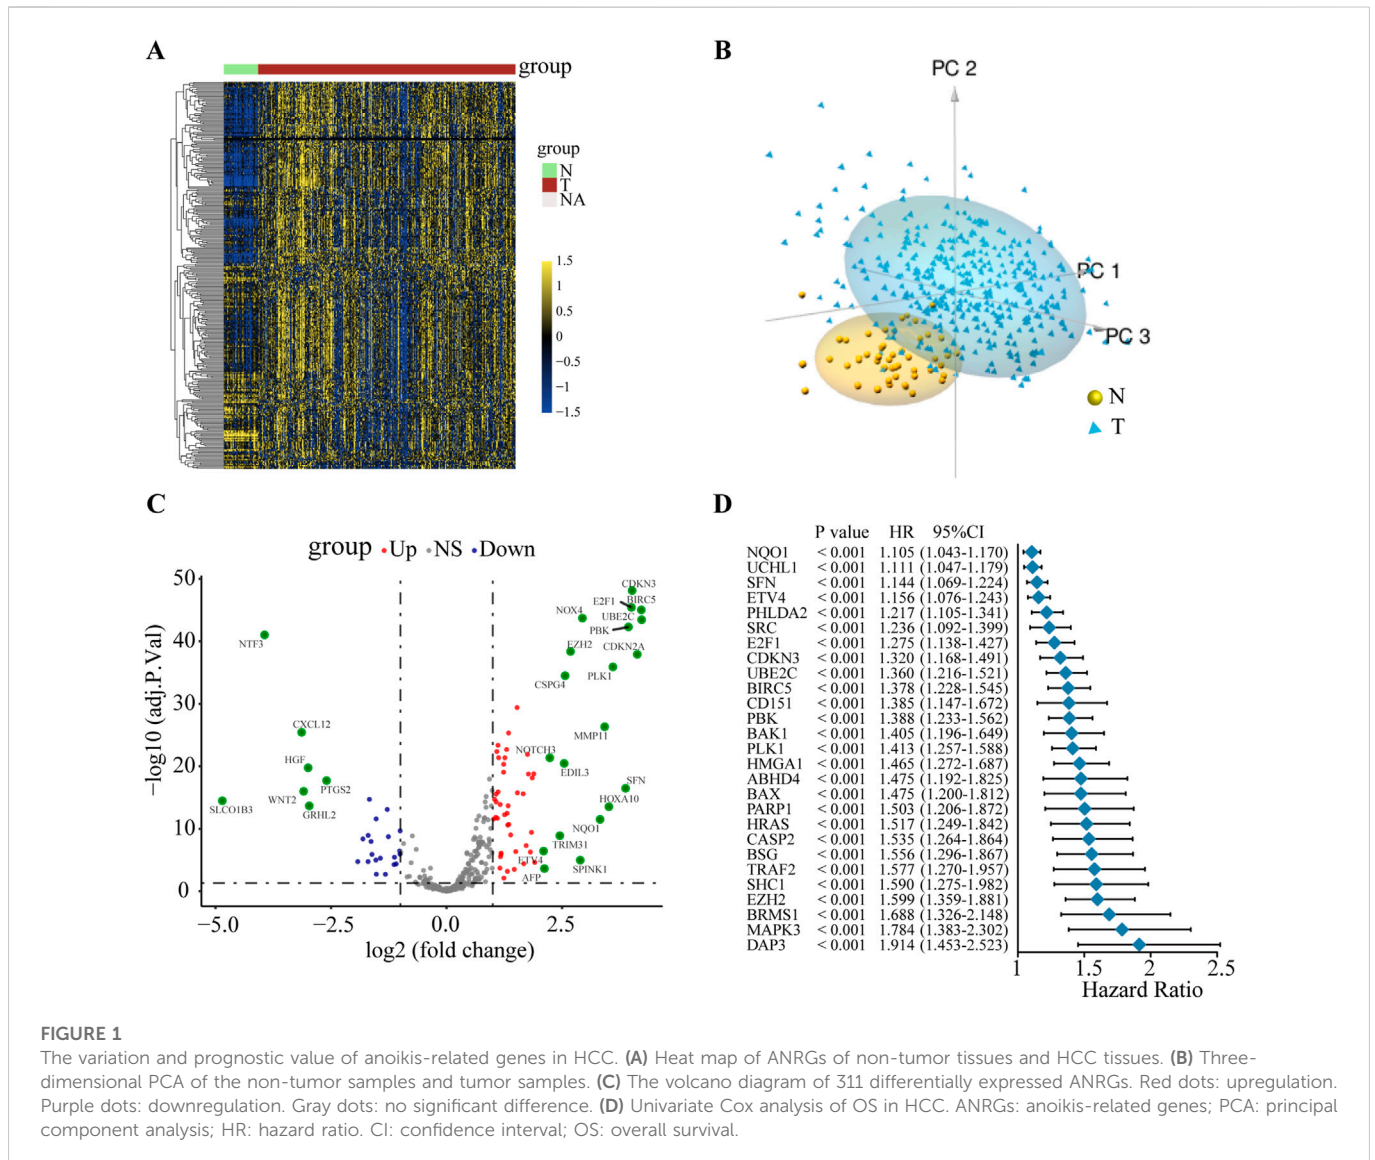 A
group
group
N
T
NA
1.5
1
0.5
0
−0.5
−1
−1.5
B
PC 2
PC 1
PC 3
N
T
C
group Up NS Down
−log10 (adj.P.Val)
50
40
30
20
10
0
−5.0 −2.5 0.0 2.5
log2 (fold change)
CDKN3
E2F1
BIRC5
NOX4
UBE2C
PBK
NTF3
EZH2
CDKN2A
CSPG4
PLK1
CXCL12
MMP11
NOTCH3
HGF
EDIL3
PTGS2
SFN
WNT2
HOXA10
SLCO1B3
GRHL2
NQO1
TRIM31
ETV4
SPINK1
AFP
D
P value HR 95%CI
NQO1 < 0.001 1.105 (1.043-1.170)
UCHL1 < 0.001 1.111 (1.047-1.179)
SFN < 0.001 1.144 (1.069-1.224)
ETV4 < 0.001 1.156 (1.076-1.243)
PHLDA2 < 0.001 1.217 (1.105-1.341)
SRC < 0.001 1.236 (1.092-1.399)
E2F1 < 0.001 1.275 (1.138-1.427)
CDKN3 < 0.001 1.320 (1.168-1.491)
UBE2C < 0.001 1.360 (1.216-1.521)
BIRC5 < 0.001 1.378 (1.228-1.545)
CD151 < 0.001 1.385 (1.147-1.672)
PBK < 0.001 1.388 (1.233-1.562)
BAK1 < 0.001 1.405 (1.196-1.649)
PLK1 < 0.001 1.413 (1.257-1.588)
HMGA1 < 0.001 1.465 (1.272-1.687)
ABHD4 < 0.001 1.475 (1.192-1.825)
BAX < 0.001 1.475 (1.200-1.812)
PARP1 < 0.001 1.503 (1.206-1.872)
HRAS < 0.001 1.517 (1.249-1.842)
CASP2 < 0.001 1.535 (1.264-1.864)
BSG < 0.001 1.556 (1.296-1.867)
TRAF2 < 0.001 1.577 (1.270-1.957)
SHC1 < 0.001 1.590 (1.275-1.982)
EZH2 < 0.001 1.599 (1.359-1.881)
BRMS1 < 0.001 1.688 (1.326-2.148)
MAPK3 < 0.001 1.784 (1.383-2.302)
DAP3 < 0.001 1.914 (1.453-2.523)
1 1.5 2 2.5
Hazard Ratio
FIGURE 1
The variation and prognostic value of anoikis-related genes in HCC. (A) Heat map of ANRGs of non-tumor tissues and HCC tissues. (B) Three-
dimensional PCA of the non-tumor samples and tumor samples. (C) The volcano diagram of 311 differentially expressed ANRGs. Red dots: upregulation.
Purple dots: downregulation. Gray dots: no significant difference. (D) Univariate Cox analysis of OS in HCC. ANRGs: anoikis-related genes; PCA: principal
component analysis; HR: hazard ratio. CI: confidence interval; OS: overall survival.